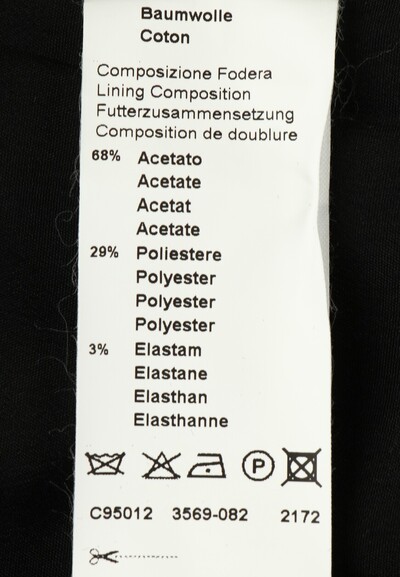 Baumwolle
Coton
Composizione Fodera
Lining Composition
Futterzusammensetzung
Composition de doublure
68% Acetato
Acetate
Acetat
Acetate
29% Poliestere
Polyester
Polyester
Polyester
3% Elastam
Elastane
Elasthan
Elasthanne
P
C95012 3569-082 2172